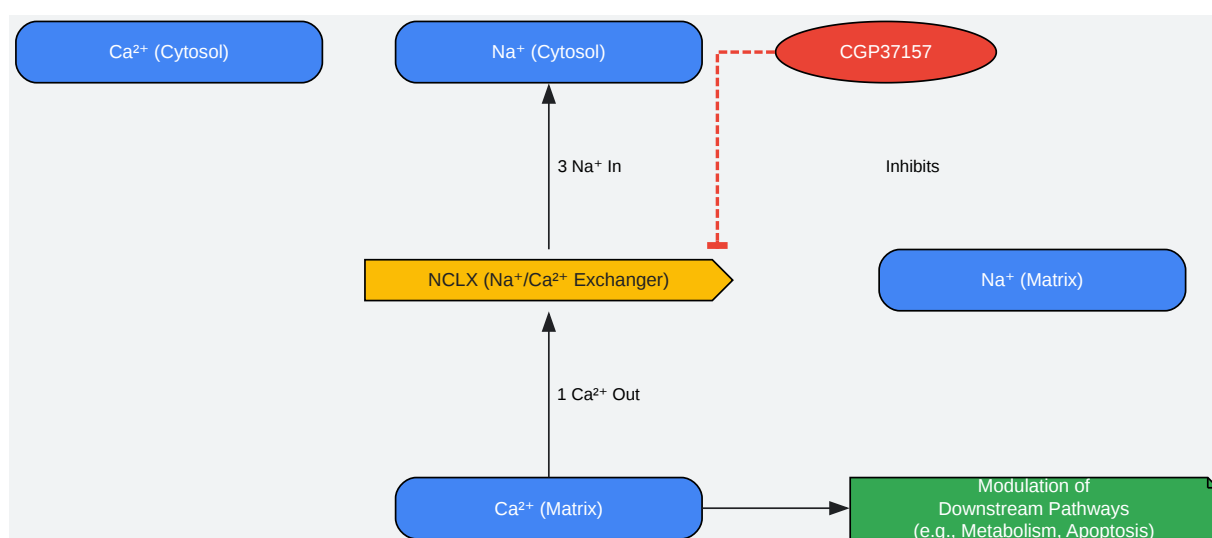 Ca²⁺ (Cytosol)
Na⁺ (Cytosol)
CGP37157
3 Na⁺ In
Inhibits
NCLX (Na⁺/Ca²⁺ Exchanger)
Na⁺ (Matrix)
1 Ca²⁺ Out
Ca²⁺ (Matrix)
Modulation of
Downstream Pathways
(e.g., Metabolism, Apoptosis)